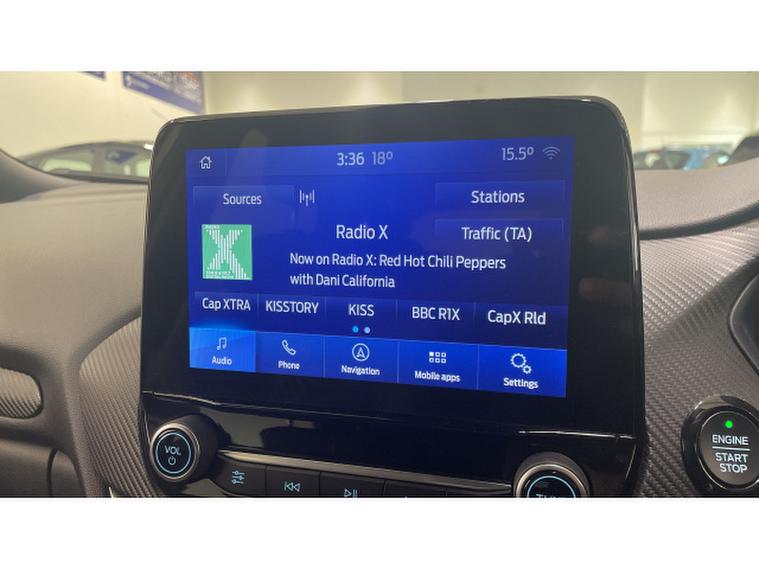 3:36 18° 15.5°
Sources Stations
Radio X Traffic (TA)
RADIO X
Now on Radio X: Red Hot Chili Peppers
with Dani California
Cap XTRA KISSTORY KISS BBC R1X CapX Rld
Audio Phone Navigation Mobile apps Settings
VOL
ENGINE
START
STOP